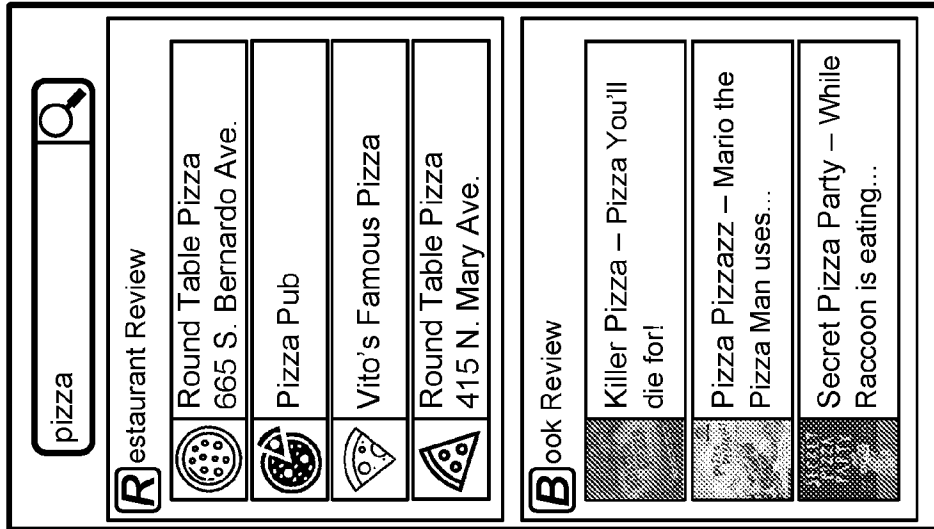 pizza
Restaurant Review
Round Table Pizza
665 S. Bernardo Ave.
Pizza Pub
Vito's Famous Pizza
Round Table Pizza
415 N. Mary Ave.
Book Review
Killer Pizza – Pizza You'll
die for!
Pizza Pizzazz – Mario the
Pizza Man uses...
Secret Pizza Party – While
Raccoon is eating...